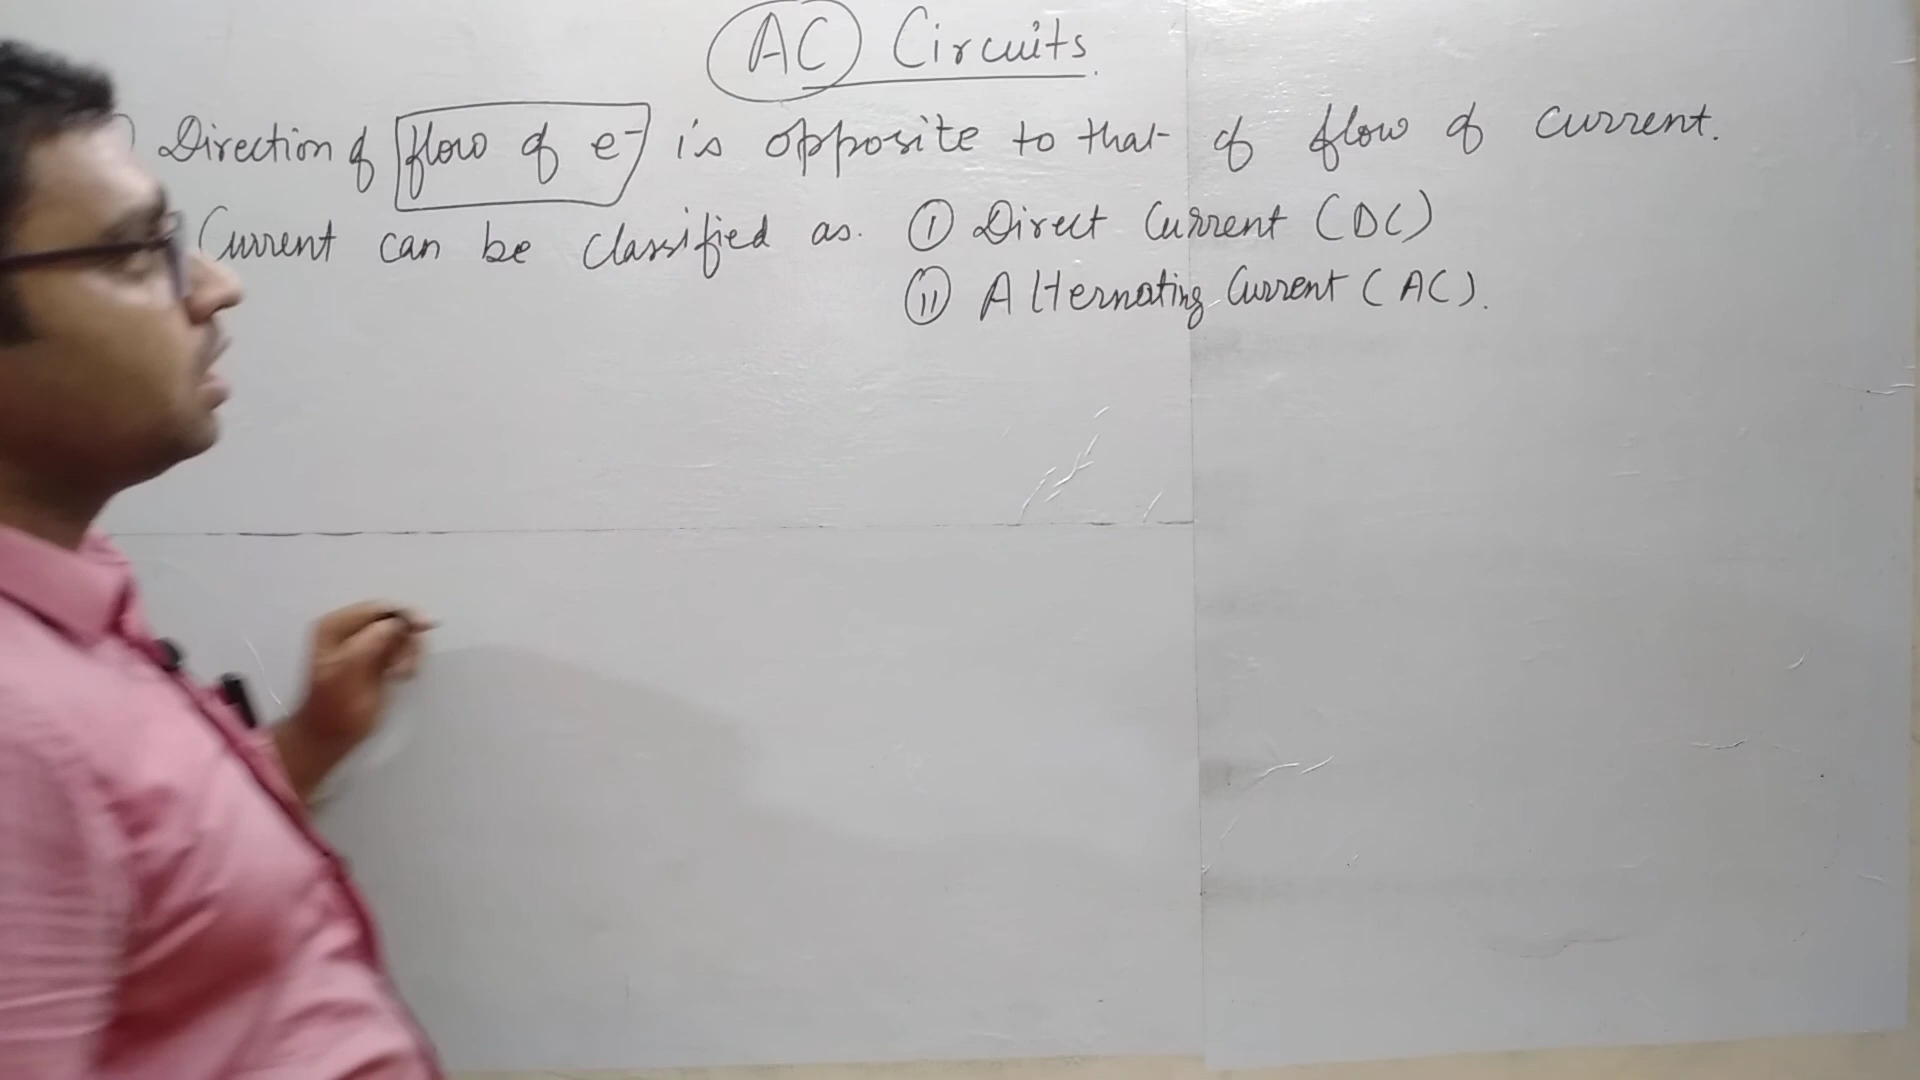 AC Circuits.
Direction of flow of e- is opposite to that of flow of current.
Current can be classified as. (I) Direct Current (DC)
(II) Alternating Current (AC).